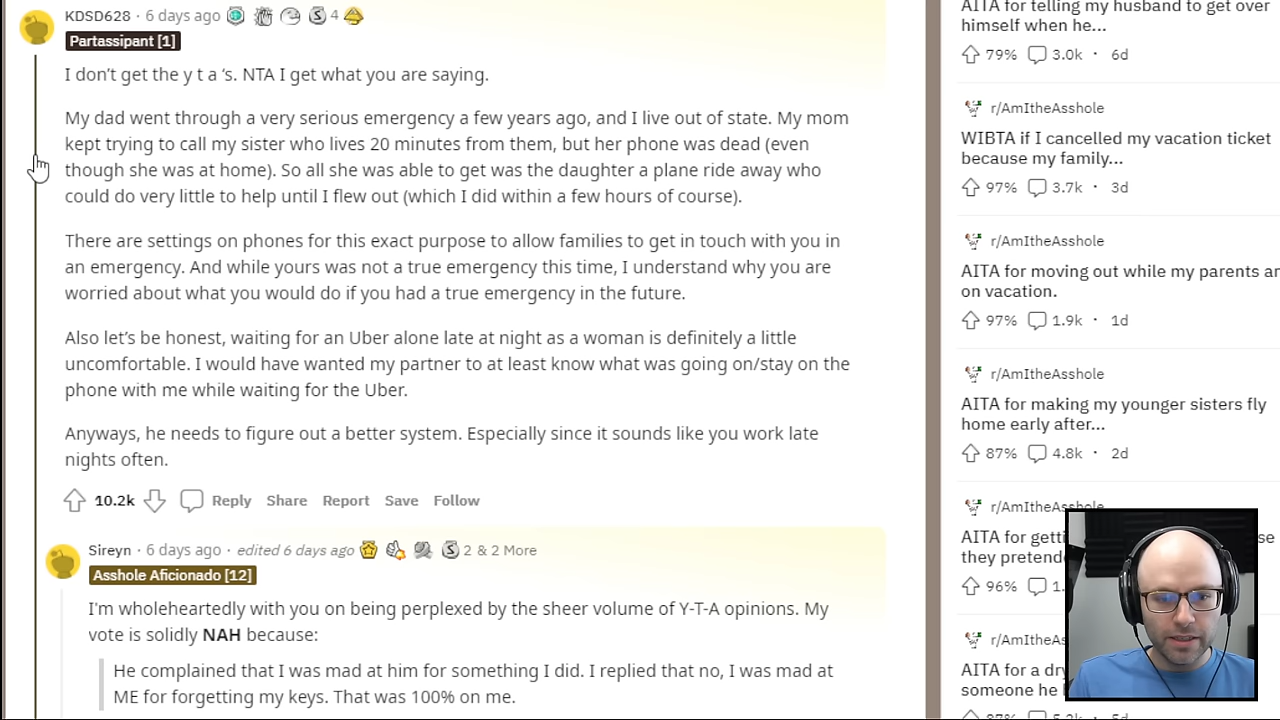 KDSD628 · 6 days ago 4
Partassipant [1]
I don't get the y t a 's. NTA I get what you are saying.
My dad went through a very serious emergency a few years ago, and I live out of state. My mom
kept trying to call my sister who lives 20 minutes from them, but her phone was dead (even
though she was at home). So all she was able to get was the daughter a plane ride away who
could do very little to help until I flew out (which I did within a few hours of course).
There are settings on phones for this exact purpose to allow families to get in touch with you in
an emergency. And while yours was not a true emergency this time, I understand why you are
worried about what you would do if you had a true emergency in the future.
Also let's be honest, waiting for an Uber alone late at night as a woman is definitely a little
uncomfortable. I would have wanted my partner to at least know what was going on/stay on the
phone with me while waiting for the Uber.
Anyways, he needs to figure out a better system. Especially since it sounds like you work late
nights often.
10.2k Reply Share Report Save Follow
Sireyn · 6 days ago · edited 6 days ago 2 & 2 More
Asshole Aficionado [12]
I'm wholeheartedly with you on being perplexed by the sheer volume of Y-T-A opinions. My
vote is solidly NAH because:
He complained that I was mad at him for something I did. I replied that no, I was mad at
ME for forgetting my keys. That was 100% on me.
AITA for telling my husband to get over
himself when he...
79% 3.0k · 6d
r/AmItheAsshole
WIBTA if I cancelled my vacation ticket
because my family...
97% 3.7k · 3d
r/AmItheAsshole
AITA for moving out while my parents
on vacation.
97% 1.9k · 1d
r/AmItheAsshole
AITA for making my younger sisters fly
home early after...
87% 4.8k · 2d
r/AmItheAsshole
AITA for
they
96%
AITA for a
someone he